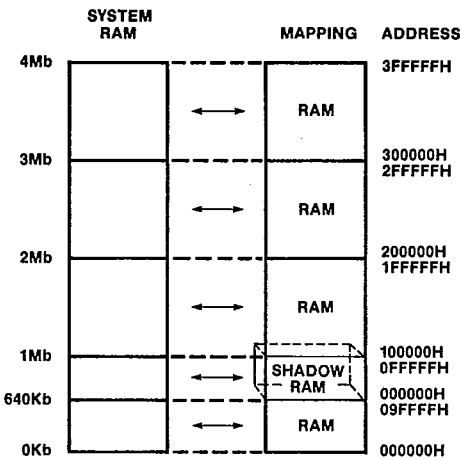 SYSTEM
RAM
MAPPING
ADDRESS
4Mb
3FFFFFH
RAM
3Mb
300000H
2FFFFFH
RAM
2Mb
200000H
1FFFFFH
RAM
1Mb
100000H
0FFFFFH
SHADOW
RAM
640Kb
000000H
09FFFFH
RAM
0Kb
000000H